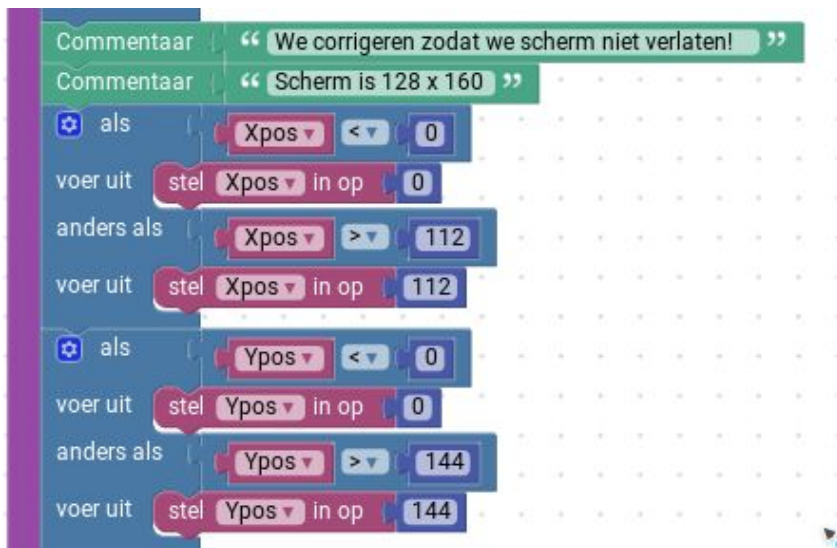 Commentaar “ We corrigeren zodat we scherm niet verlaten! ”
Commentaar “ Scherm is 128 x 160 ”
als Xpos < 0
voer uit stel Xpos in op 0
anders als Xpos > 112
voer uit stel Xpos in op 112
als Ypos < 0
voer uit stel Ypos in op 0
anders als Ypos > 144
voer uit stel Ypos in op 144